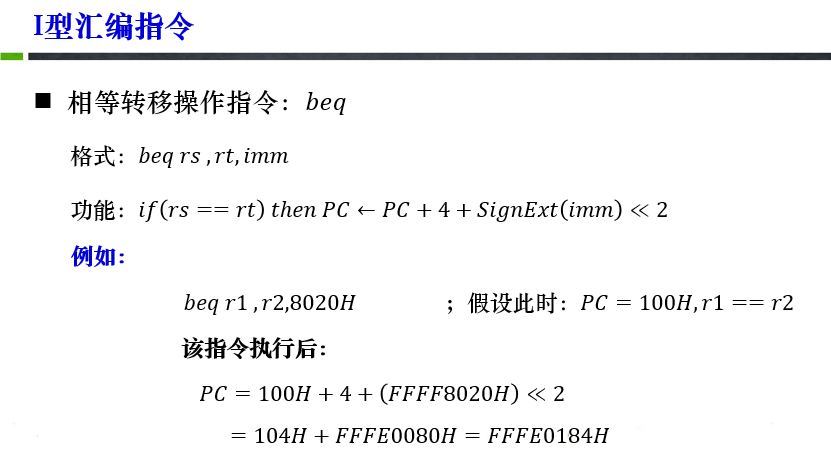 I型汇编指令
■ 相等转移操作指令：beq
格式：beq rs ,rt,imm
功能：if(rs == rt) then PC ← PC + 4 + SignExt(imm) ≪ 2
例如：
beq r1 ,r2,8020H ；假设此时：PC = 100H,r1 == r2
该指令执行后：
PC = 100H + 4 + (FFFF8020H) ≪ 2
= 104H + FFFE0080H = FFFE0184H